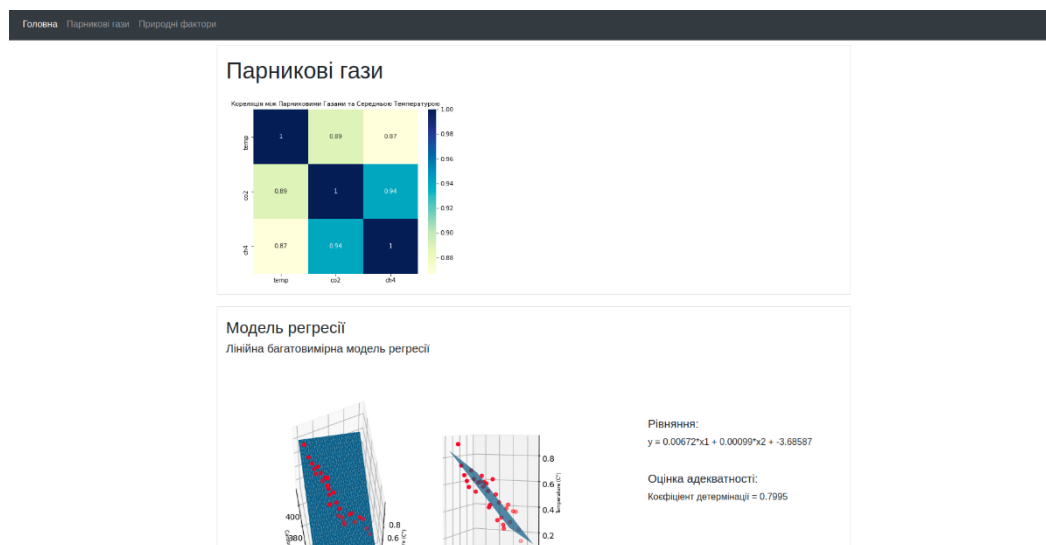 Головна Парникові гази Природні фактори
Парникові гази
Кореляція між Парниковими Газами та Середньою Температурою
1.00
0.98
0.96
0.94
0.92
0.90
0.88
temp 1 0.89 0.87
co2 0.89 1 0.94
ch4 0.87 0.94 1
temp co2 ch4
Модель регресії
Лінійна багатовимірна модель регресії
400
380
0.8
0.6
0.8
0.6
0.4
0.2
Temperature (C°)
Рівняння:
y = 0.00672*x1 + 0.00099*x2 + -3.68587
Оцінка адекватності:
Коефіцієнт детермінації = 0.7995